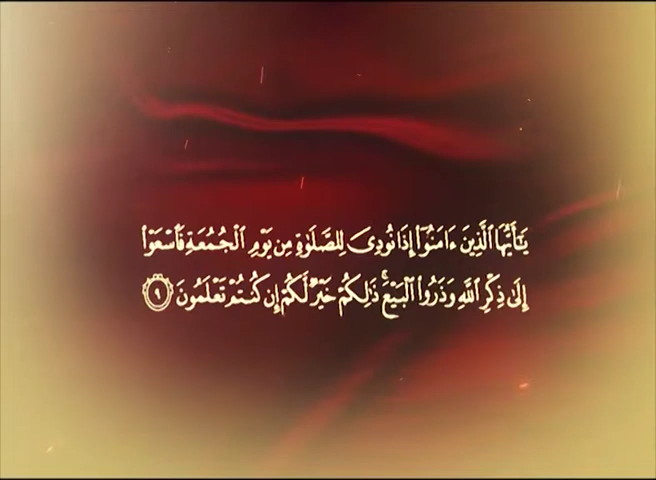 يَٰٓأَيُّهَا ٱلَّذِينَ ءَامَنُوٓا۟ إِذَا نُودِىَ لِلصَّلَوٰةِ مِن يَوْمِ ٱلْجُمُعَةِ فَٱسْعَوْا۟
إِلَىٰ ذِكْرِ ٱللَّهِ وَذَرُوا۟ ٱلْبَيْعَ ۚ ذَٰلِكُمْ خَيْرٌ لَّكُمْ إِن كُنتُمْ تَعْلَمُونَ ٩